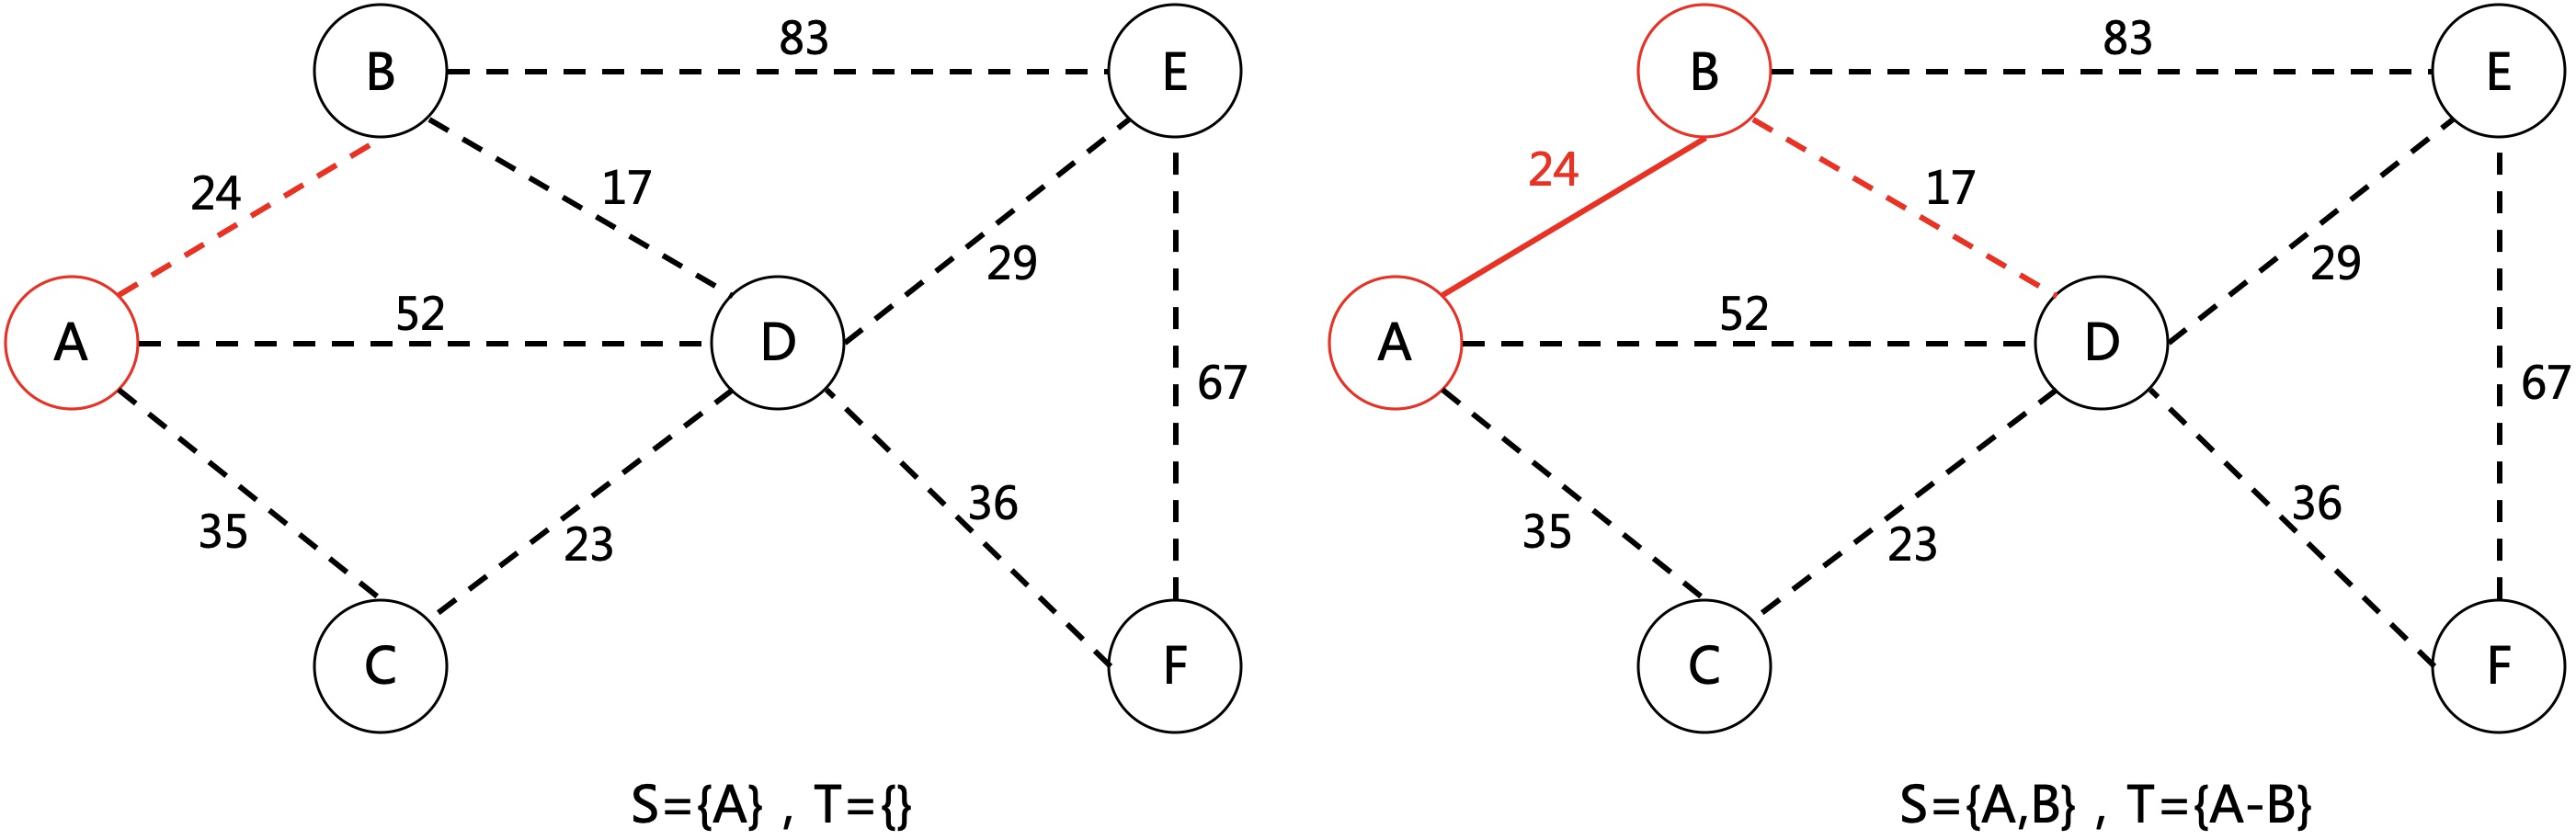 83
83
B
E
B
E
24
17
24
17
29
29
52
52
A
D
A
D
67
67
36
36
35
23
35
23
C
F
C
F
S={A} , T={}
S={A,B} , T={A-B}